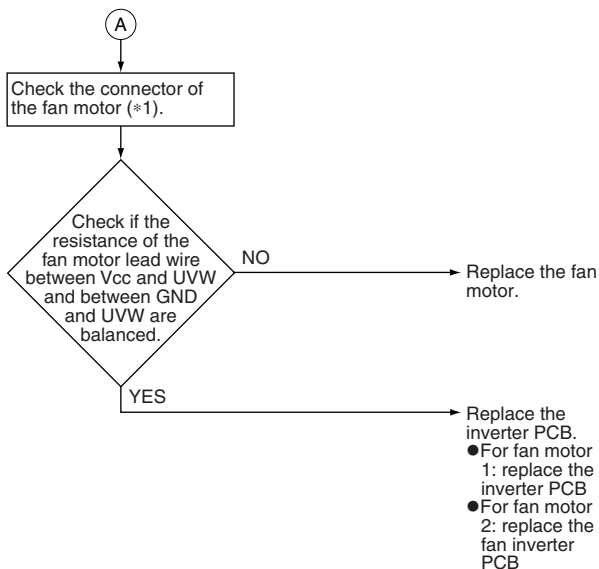 A
Check the connector of
the fan motor (*1).
Check if the
resistance of the
fan motor lead wire
between Vcc and UVW
and between GND
and UVW are
balanced.
NO
Replace the fan
motor.
YES
Replace the
inverter PCB.
●For fan motor
1: replace the
inverter PCB
●For fan motor
2: replace the
fan inverter
PCB